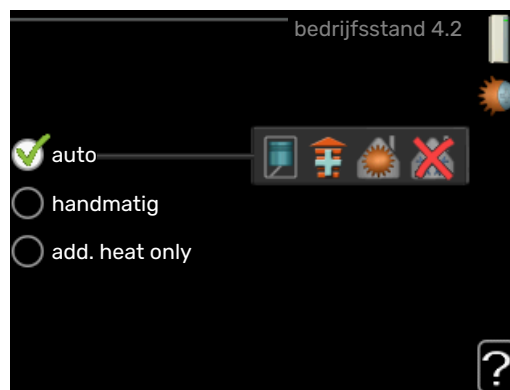 bedrijfsstand 4.2
auto
handmatig
add. heat only
?